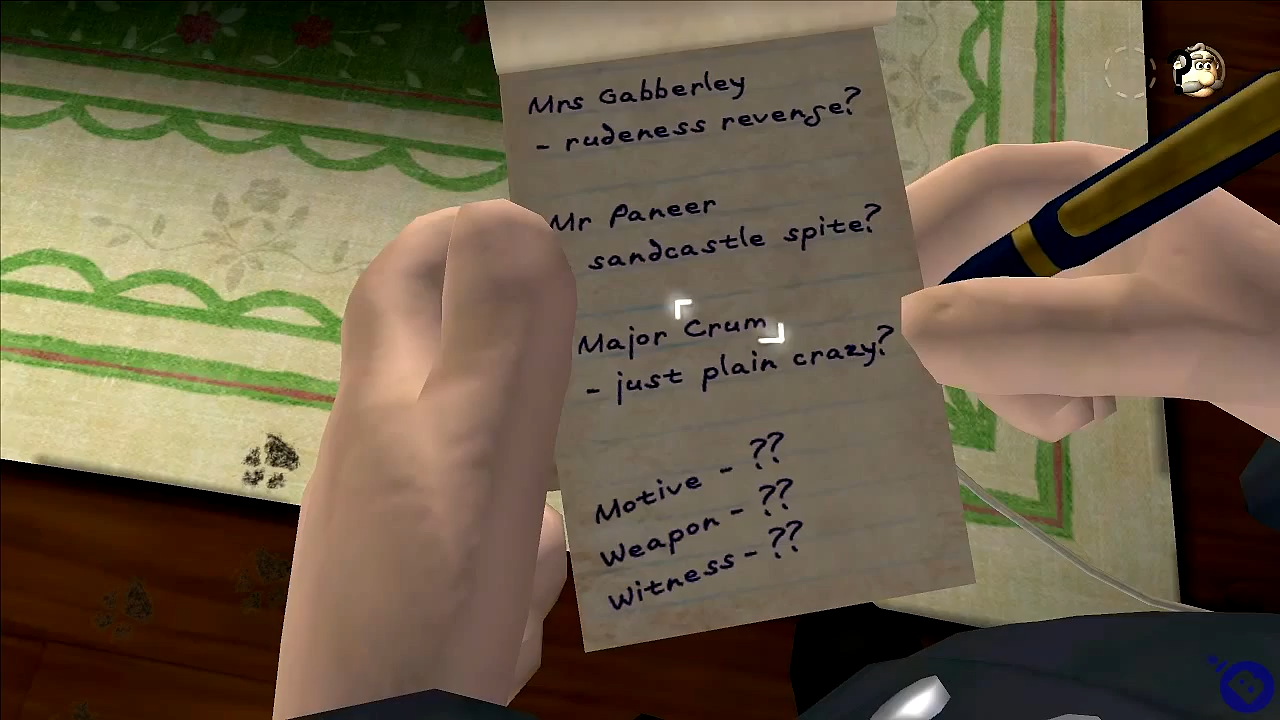 Mrs Gabberley
- rudeness revenge?
Mr Paneer
sandcastle spite?
Major Crum
- just plain crazy?
Motive - ??
Weapon - ??
Witness - ??